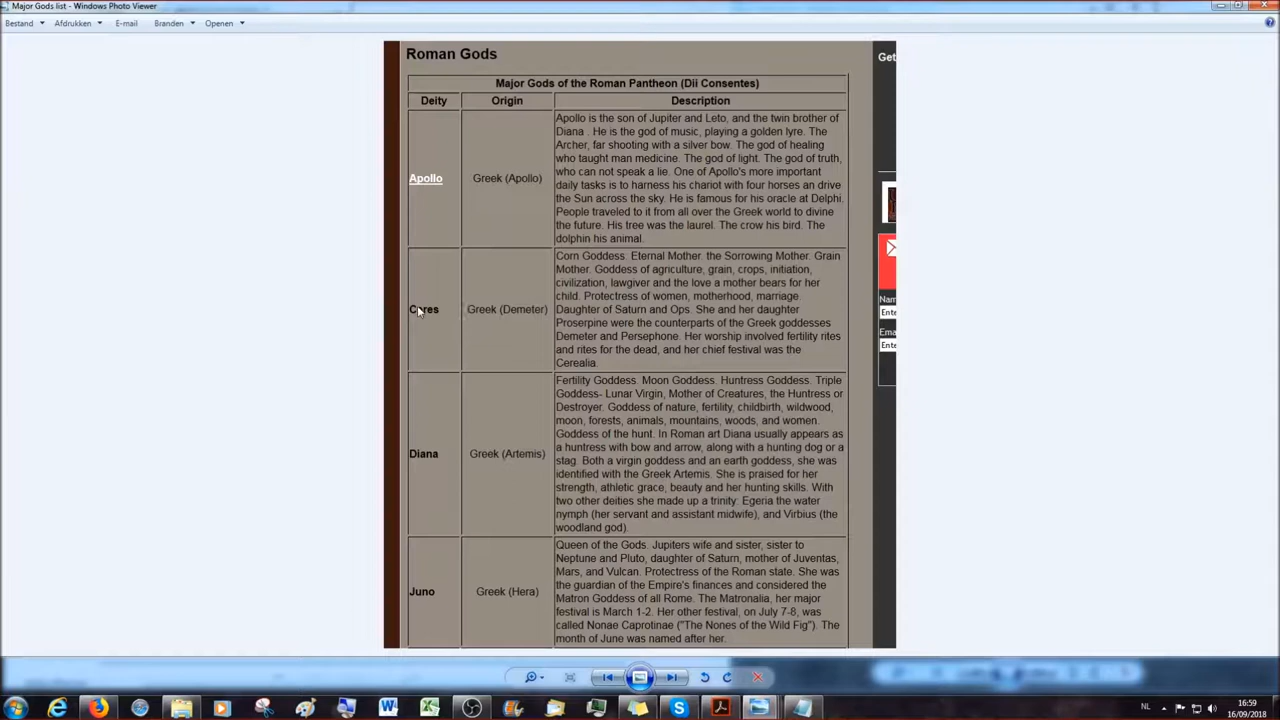 Major Gods list - Windows Photo Viewer
Bestand Afdrukken E-mail Branden Openen
Roman Gods
Get
Major Gods of the Roman Pantheon (Dii Consentes)
Deity Origin Description
Apollo
Greek (Apollo)
Apollo is the son of Jupiter and Leto, and the twin brother of
Diana . He is the god of music, playing a golden lyre. The
Archer, far shooting with a silver bow. The god of healing
who taught man medicine. The god of light. The god of truth,
who can not speak a lie. One of Apollo's more important
daily tasks is to harness his chariot with four horses an drive
the Sun across the sky. He is famous for his oracle at Delphi.
People traveled to it from all over the Greek world to divine
the future. His tree was the laurel. The crow his bird. The
dolphin his animal.
Ceres
Greek (Demeter)
Corn Goddess. Eternal Mother. the Sorrowing Mother. Grain
Mother. Goddess of agriculture, grain, crops, initiation,
civilization, lawgiver and the love a mother bears for her
child. Protectress of women, motherhood, marriage.
Daughter of Saturn and Ops. She and her daughter
Proserpine were the counterparts of the Greek goddesses
Demeter and Persephone. Her worship involved fertility rites
and rites for the dead, and her chief festival was the
Cerealia.
Diana
Greek (Artemis)
Fertility Goddess. Moon Goddess. Huntress Goddess. Triple
Goddess- Lunar Virgin, Mother of Creatures, the Huntress or
Destroyer. Goddess of nature, fertility, childbirth, wildwood,
moon, forests, animals, mountains, woods, and women.
Goddess of the hunt. In Roman art Diana usually appears as
a huntress with bow and arrow, along with a hunting dog or a
stag. Both a virgin goddess and an earth goddess, she was
identified with the Greek Artemis. She is praised for her
strength, athletic grace, beauty and her hunting skills. With
two other deities she made up a trinity: Egeria the water
nymph (her servant and assistant midwife), and Virbius (the
woodland god).
Juno
Greek (Hera)
Queen of the Gods. Jupiters wife and sister, sister to
Neptune and Pluto, daughter of Saturn, mother of Juventas,
Mars, and Vulcan. Protectress of the Roman state. She was
the guardian of the Empire's finances and considered the
Matron Goddess of all Rome. The Matronalia, her major
festival is March 1-2. Her other festival, on July 7-8, was
called Nonae Caprotinae ("The Nones of the Wild Fig"). The
month of June was named after her.
Nam
Ente
Ema
Ente
NL
16:59
16/09/2018